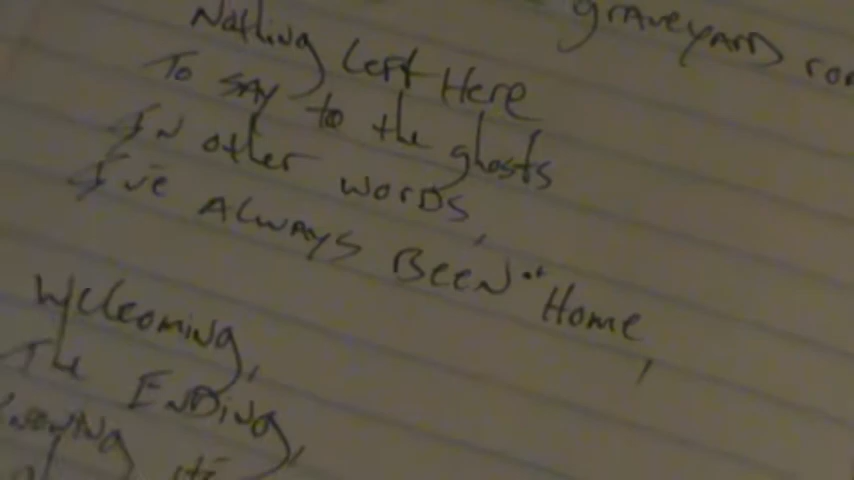 graveyard
Nothing Left Here
To SAY to the ghosts
In other words,
I've ALWAYS BEEN "Home,
Welcoming,
The ENDING,